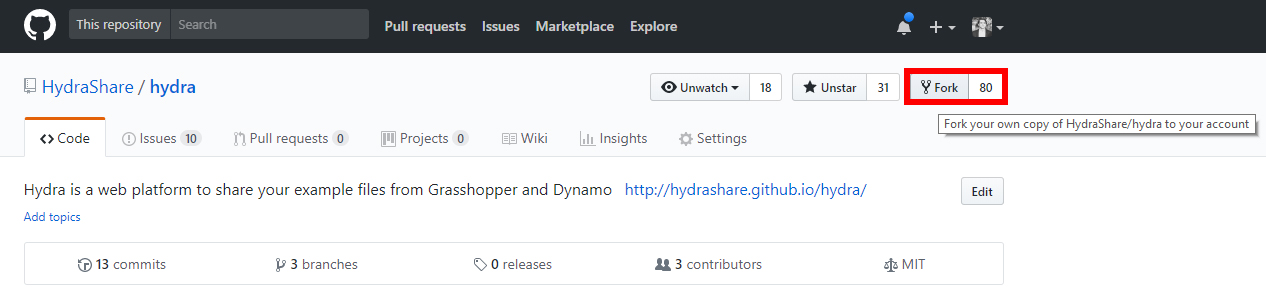 This repository Search Pull requests Issues Marketplace Explore
HydraShare / hydra Unwatch 18 Unstar 31 Fork 80
Fork your own copy of HydraShare/hydra to your account
Code Issues 10 Pull requests 0 Projects 0 Wiki Insights Settings
Hydra is a web platform to share your example files from Grasshopper and Dynamo http://hydrashare.github.io/hydra/ Edit
Add topics
13 commits 3 branches 0 releases 3 contributors MIT